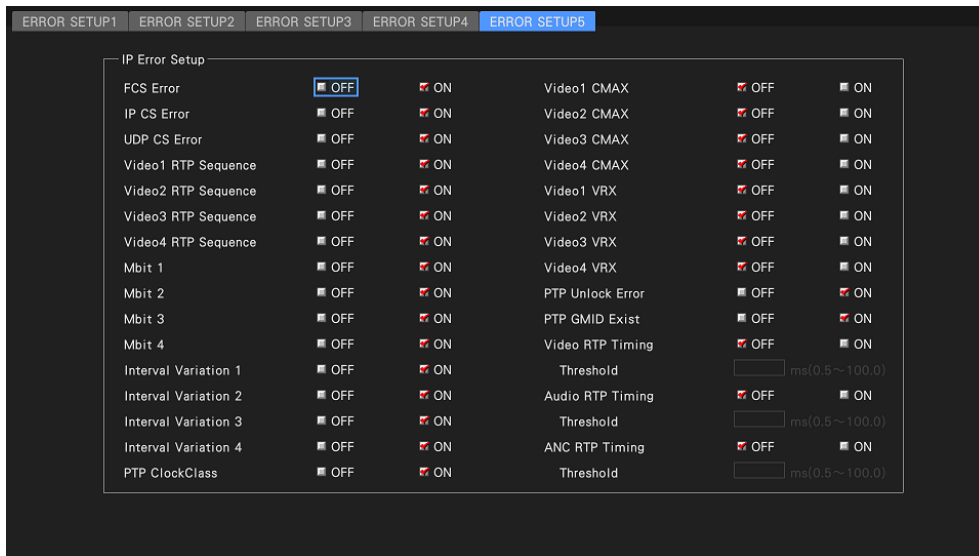 ERROR SETUP1 ERROR SETUP2 ERROR SETUP3 ERROR SETUP4 ERROR SETUP5
IP Error Setup
FCS Error OFF ON Video1 CMAX OFF ON
IP CS Error OFF ON Video2 CMAX OFF ON
UDP CS Error OFF ON Video3 CMAX OFF ON
Video1 RTP Sequence OFF ON Video4 CMAX OFF ON
Video2 RTP Sequence OFF ON Video1 VRX OFF ON
Video3 RTP Sequence OFF ON Video2 VRX OFF ON
Video4 RTP Sequence OFF ON Video3 VRX OFF ON
Mbit 1 OFF ON Video4 VRX OFF ON
Mbit 2 OFF ON PTP Unlock Error OFF ON
Mbit 3 OFF ON PTP GMID Exist OFF ON
Mbit 4 OFF ON Video RTP Timing OFF ON
Interval Variation 1 OFF ON Threshold ms(0.5～100.0)
Interval Variation 2 OFF ON Audio RTP Timing OFF ON
Interval Variation 3 OFF ON Threshold ms(0.5～100.0)
Interval Variation 4 OFF ON ANC RTP Timing OFF ON
PTP ClockClass OFF ON Threshold ms(0.5～100.0)